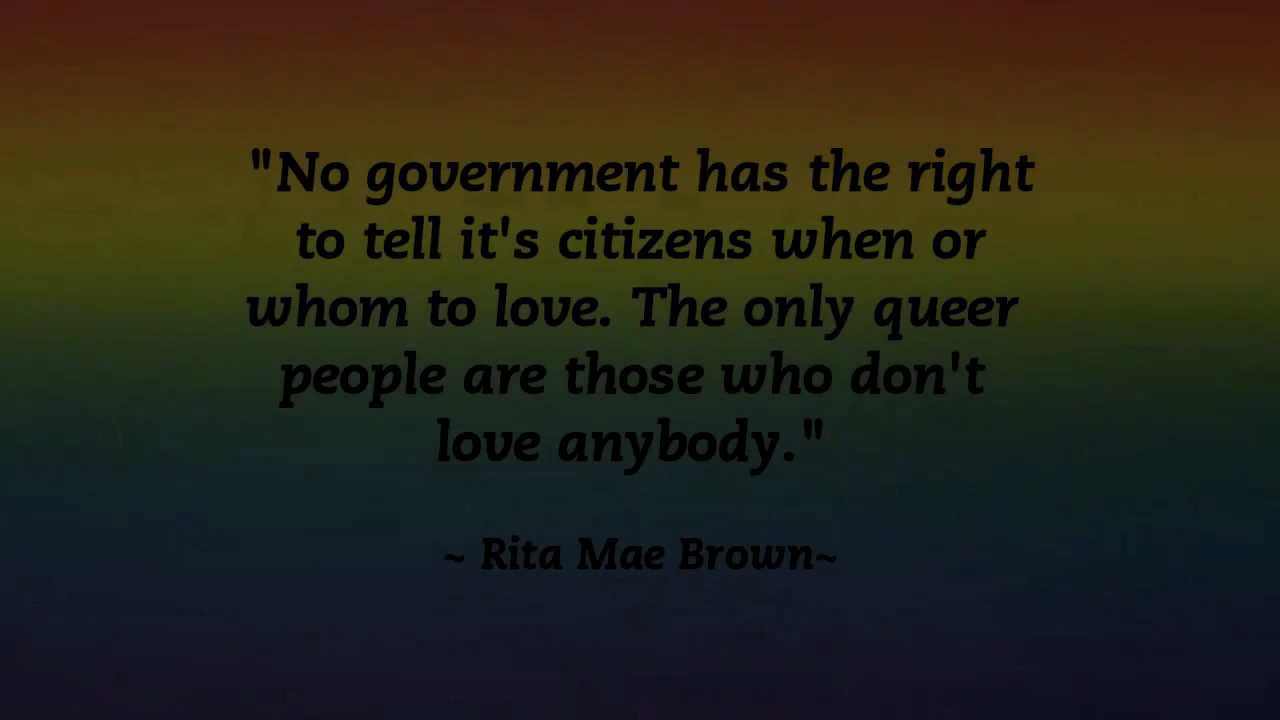 "No government has the right
to tell it's citizens when or
whom to love. The only queer
people are those who don't
love anybody."
~ Rita Mae Brown~